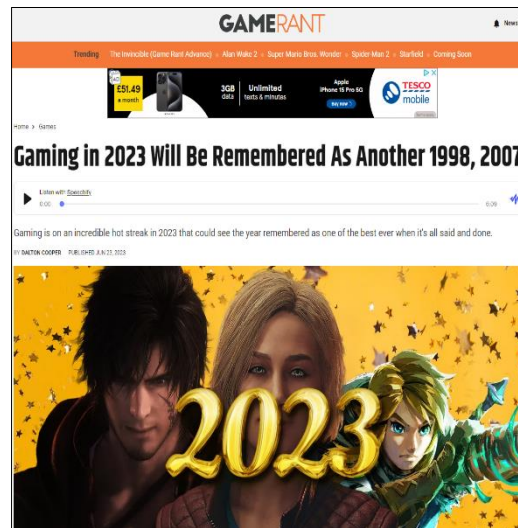 GAMERANT
News
Trending The Invincible (Game Rant Advance) Alan Wake 2 Super Mario Bros. Wonder Spider-Man 2 Starfield Coming Soon
£51.49 a month
3GB data
Unlimited texts & minutes
Apple iPhone 15 Pro 5G
Buy now
TESCO mobile
Home > Games
Gaming in 2023 Will Be Remembered As Another 1998, 2007
Listen with Speechify
0:00
6:09
Gaming is on an incredible hot streak in 2023 that could see the year remembered as one of the best ever when it's all said and done.
BY DALTON COOPER PUBLISHED JUN 23, 2023
2023